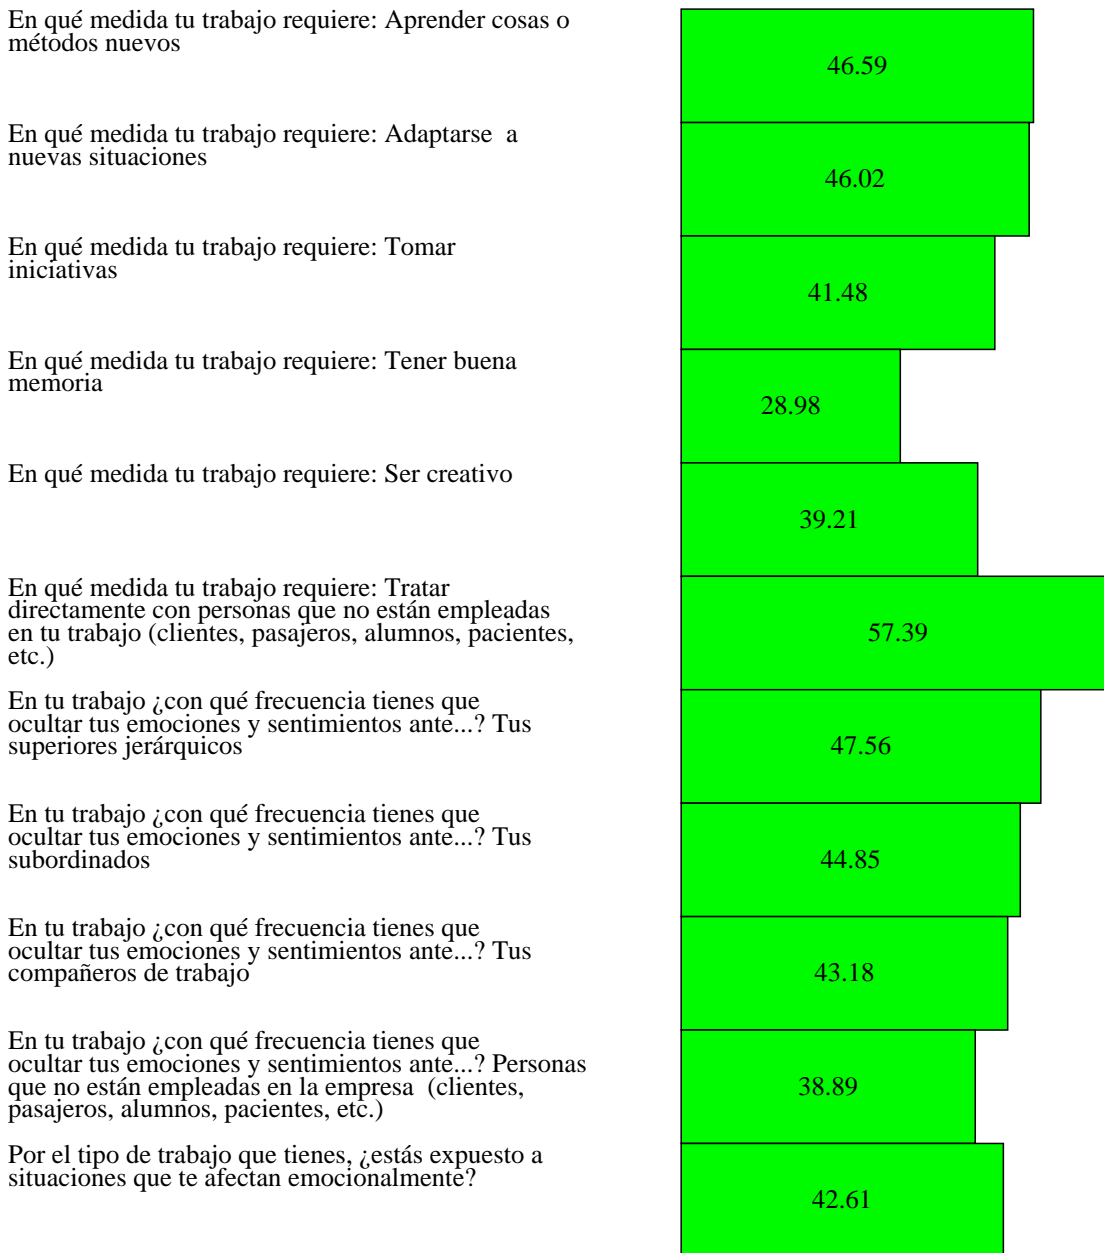 En qué medida tu trabajo requiere: Aprender cosas o
métodos nuevos
46.59
En qué medida tu trabajo requiere: Adaptarse  a
nuevas situaciones
46.02
En qué medida tu trabajo requiere: Tomar
iniciativas
41.48
En qué medida tu trabajo requiere: Tener buena
memoria
28.98
En qué medida tu trabajo requiere: Ser creativo
39.21
En qué medida tu trabajo requiere: Tratar
directamente con personas que no están empleadas
en tu trabajo (clientes, pasajeros, alumnos, pacientes,
etc.)
57.39
En tu trabajo ¿con qué frecuencia tienes que
ocultar tus emociones y sentimientos ante...? Tus
superiores jerárquicos
47.56
En tu trabajo ¿con qué frecuencia tienes que
ocultar tus emociones y sentimientos ante...? Tus
subordinados
44.85
En tu trabajo ¿con qué frecuencia tienes que
ocultar tus emociones y sentimientos ante...? Tus
compañeros de trabajo
43.18
En tu trabajo ¿con qué frecuencia tienes que
ocultar tus emociones y sentimientos ante...? Personas
que no están empleadas en la empresa  (clientes,
pasajeros, alumnos, pacientes, etc.)
38.89
Por el tipo de trabajo que tienes, ¿estás expuesto a
situaciones que te afectan emocionalmente?
42.61